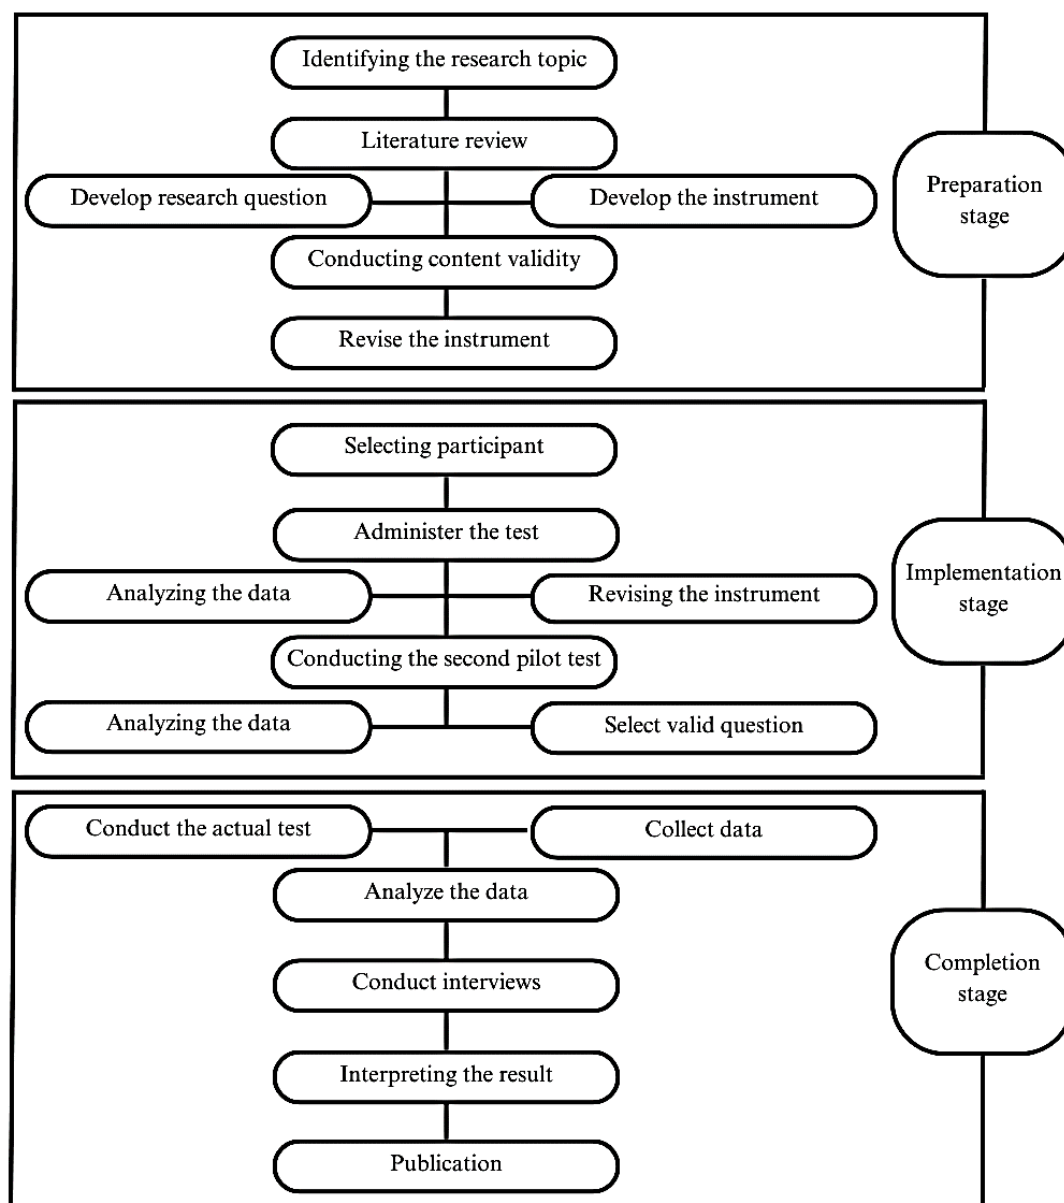 Identifying the research topic
Literature review
Develop research question
Develop the instrument
Conducting content validity
Revise the instrument
Preparation
stage
Selecting participant
Administer the test
Analyzing the data
Revising the instrument
Conducting the second pilot test
Analyzing the data
Select valid question
Implementation
stage
Conduct the actual test
Collect data
Analyze the data
Conduct interviews
Interpreting the result
Publication
Completion
stage